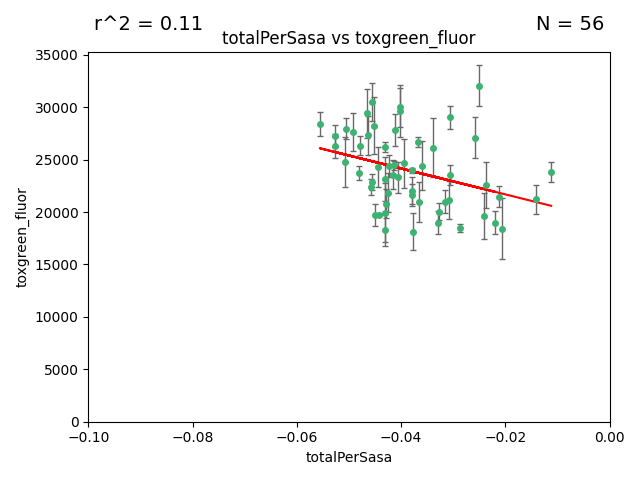 r^2 = 0.11
N = 56
totalPerSasa vs toxgreen_fluor
35000
30000
25000
20000
15000
10000
5000
0
toxgreen_fluor
−0.10
−0.08
−0.06
−0.04
−0.02
0.00
totalPerSasa